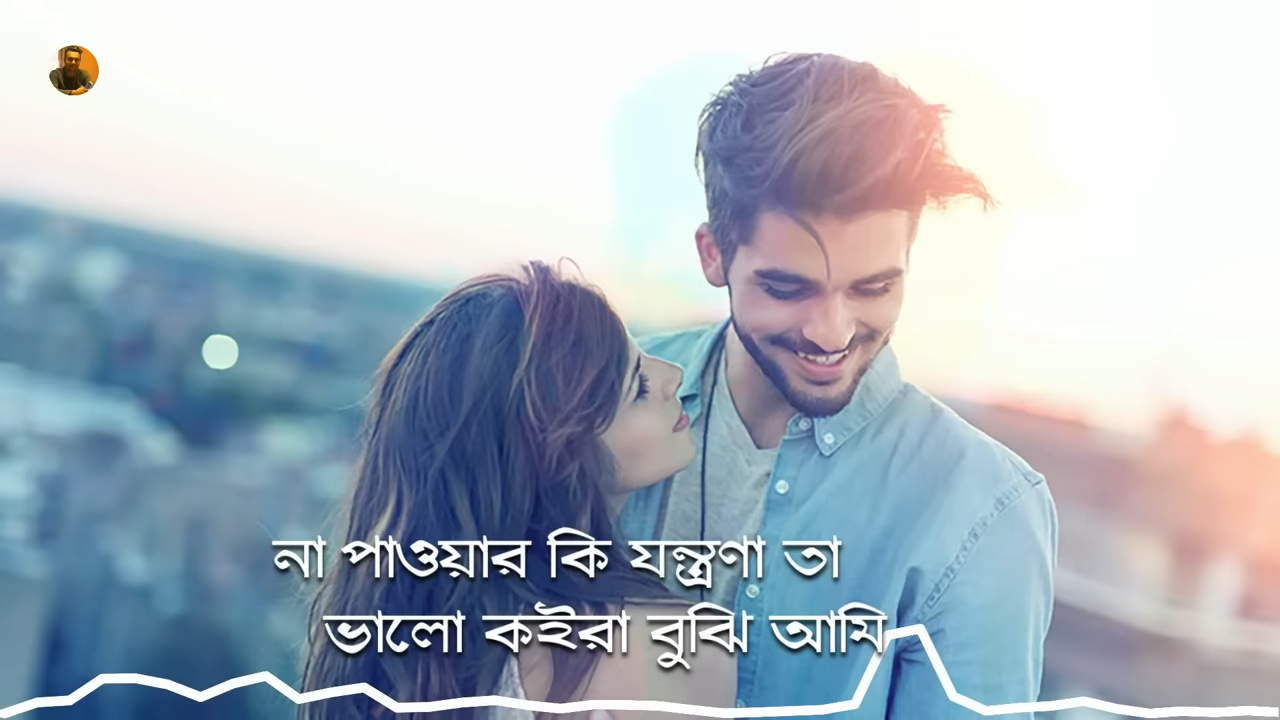 না পাওয়ার কি যন্ত্রণা তা
ভালো কইরা বুঝি আমি